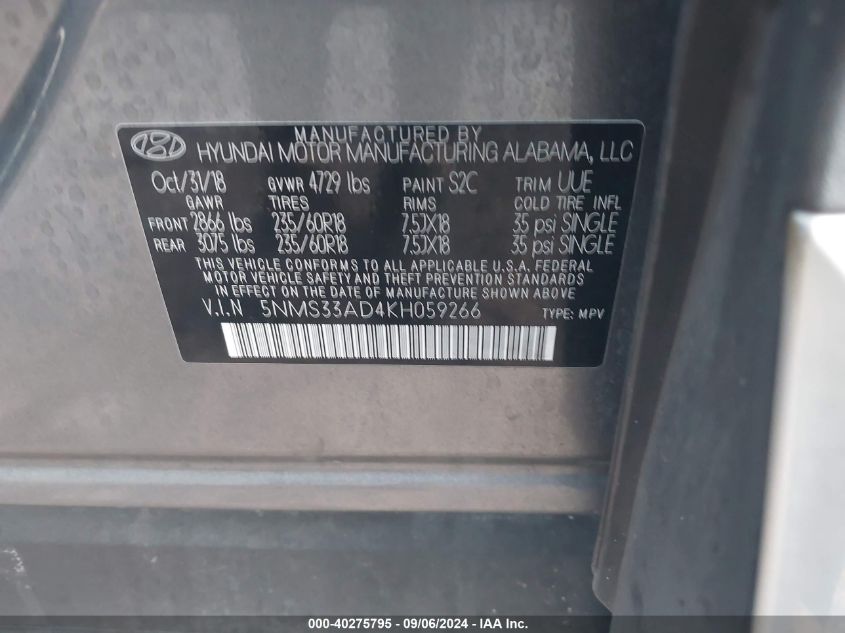 MANUFACTURED BY
HYUNDAI MOTOR MANUFACTURING ALABAMA, LLC
Oct/31/18 GVWR 4729 lbs PAINT S2C TRIM UUE
GAWR TIRES RIMS COLD TIRE INFL
FRONT 2866 lbs 235/60R18 7.5JX18 35 psi SINGLE
REAR 3075 lbs 235/60R18 7.5JX18 35 psi SINGLE
THIS VEHICLE CONFORMS TO ALL APPLICABLE U.S.A. FEDERAL
MOTOR VEHICLE SAFETY AND THEFT PREVENTION STANDARDS
IN EFFECT ON THE DATE OF MANUFACTURE SHOWN ABOVE
V.I.N 5NMS33AD4KH059266 TYPE: MPV
000-40275795 - 09/06/2024 - IAA Inc.